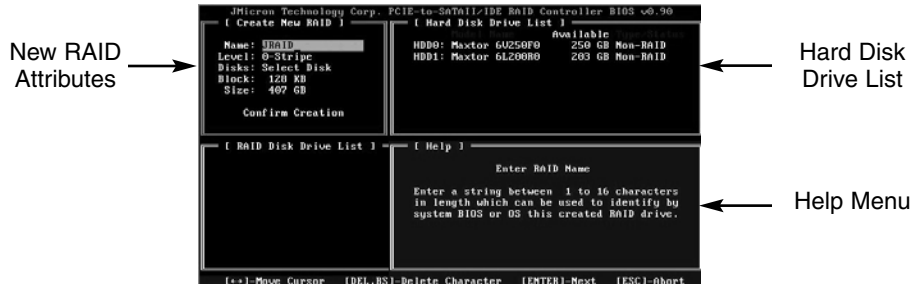 JMicron Technology Corp. PCIE-to-SATAII/IDE RAID Controller BIOS v0.90
[ Create New RAID ]
Name: JRAID
Level: 0-Stripe
Disks: Select Disk
Block: 128 KB
Size: 407 GB
Confirm Creation
[ Hard Disk Drive List ]
Model Name Available Type/Status
HDD0: Maxtor 6V250F0 250 GB Non-RAID
HDD1: Maxtor 6L200R0 203 GB Non-RAID
[ RAID Disk Drive List ]
[ Help ]
Enter RAID Name
Enter a string between 1 to 16 characters
in length which can be used to identify by
system BIOS or OS this created RAID drive.
[↔]-Move Cursor [DEL,BS]-Delete Character [ENTER]-Next [ESC]-Abort
New RAID
Attributes
Hard Disk
Drive List
Help Menu